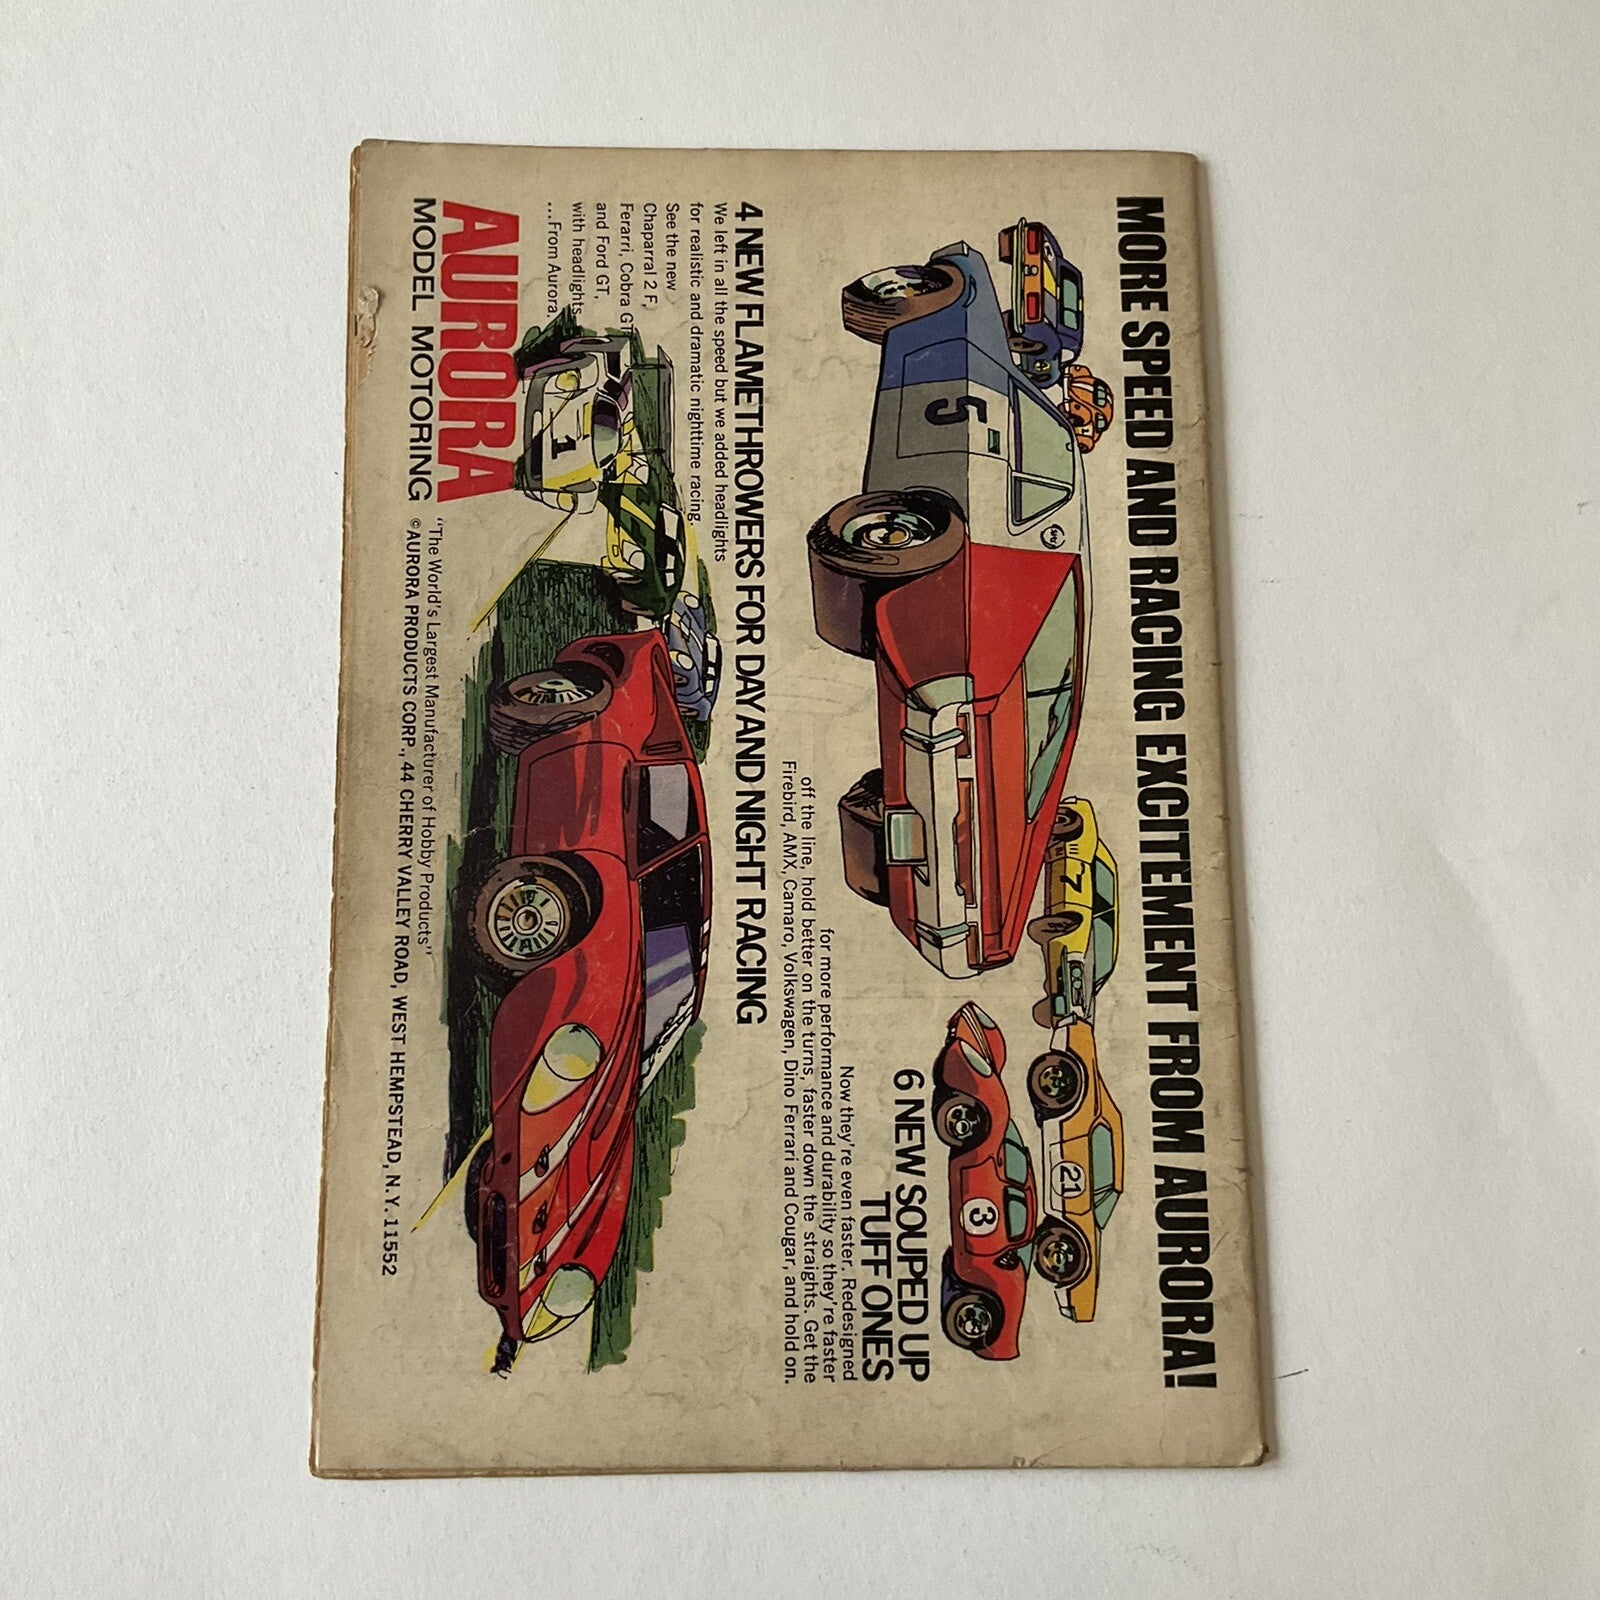 MORE SPEED AND RACING EXCITEMENT FROM AURORA!
5
7
21
3
6 NEW SOUPED UP
TUFF ONES
Now they're even faster. Redesigned
for more performance and durability so they're faster
off the line, hold better on the turns, faster down the straights. Get the
Firebird, AMX, Camaro, Volkswagen, Dino Ferrari and Cougar, and hold on.
4 NEW FLAMETHROWERS FOR DAY AND NIGHT RACING
We left in all the speed but we added headlights
for realistic and dramatic nighttime racing.
See the new
Chaparral 2 F,
Ferarri, Cobra GT
and Ford GT,
with headlights
...From Aurora.
1
AURORA
MODEL MOTORING
"The World's Largest Manufacturer of Hobby Products"
©AURORA PRODUCTS CORP., 44 CHERRY VALLEY ROAD, WEST HEMPSTEAD, N.Y. 11552